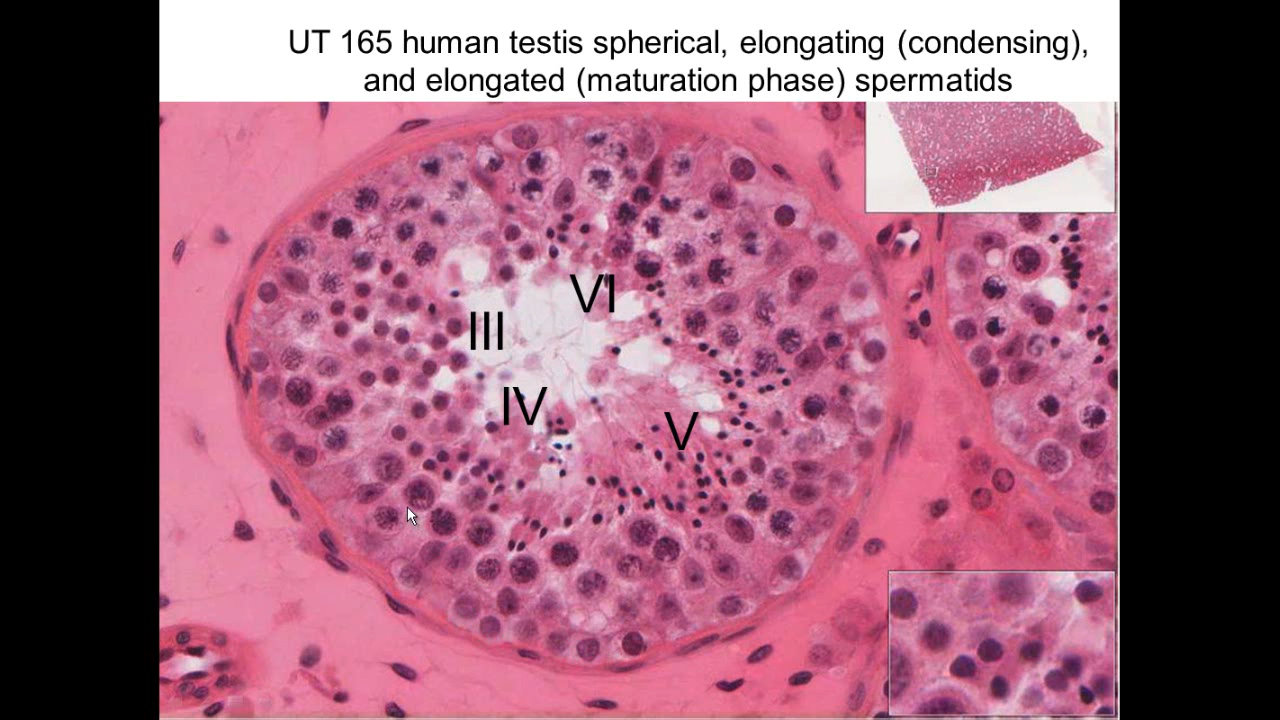 UT 165 human testis spherical, elongating (condensing),
and elongated (maturation phase) spermatids
VI
III
IV
V